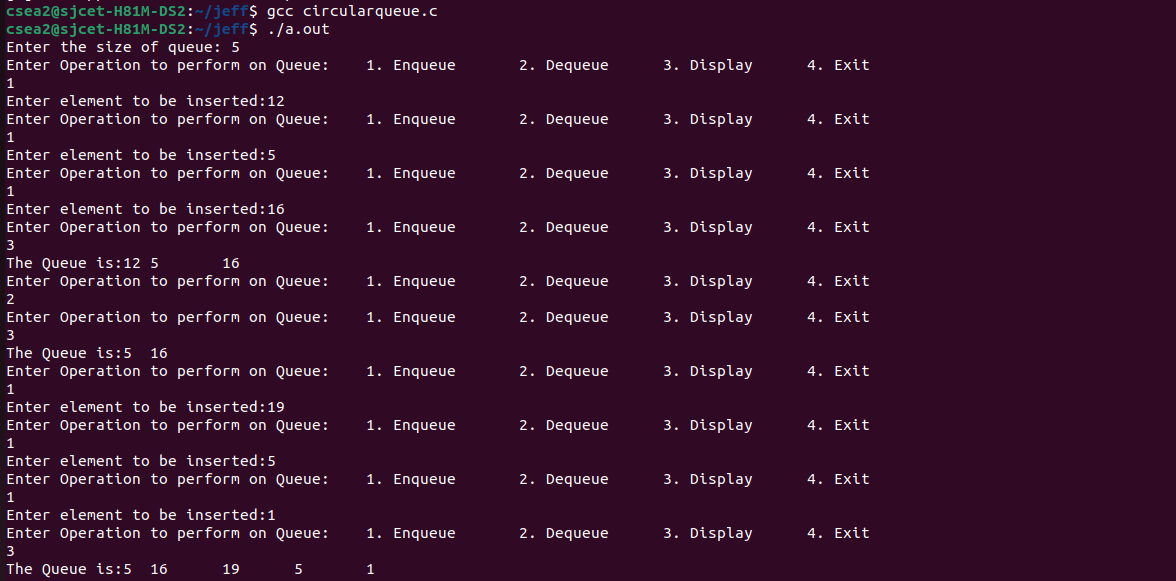 csea2@sjcet-H81M-DS2:~/jeff$ gcc circularqueue.c
csea2@sjcet-H81M-DS2:~/jeff$ ./a.out
Enter the size of queue: 5
Enter Operation to perform on Queue:    1. Enqueue       2. Dequeue      3. Display      4. Exit
1
Enter element to be inserted:12
Enter Operation to perform on Queue:    1. Enqueue       2. Dequeue      3. Display      4. Exit
1
Enter element to be inserted:5
Enter Operation to perform on Queue:    1. Enqueue       2. Dequeue      3. Display      4. Exit
1
Enter element to be inserted:16
Enter Operation to perform on Queue:    1. Enqueue       2. Dequeue      3. Display      4. Exit
3
The Queue is:12 5       16
Enter Operation to perform on Queue:    1. Enqueue       2. Dequeue      3. Display      4. Exit
2
Enter Operation to perform on Queue:    1. Enqueue       2. Dequeue      3. Display      4. Exit
3
The Queue is:5  16
Enter Operation to perform on Queue:    1. Enqueue       2. Dequeue      3. Display      4. Exit
1
Enter element to be inserted:19
Enter Operation to perform on Queue:    1. Enqueue       2. Dequeue      3. Display      4. Exit
1
Enter element to be inserted:5
Enter Operation to perform on Queue:    1. Enqueue       2. Dequeue      3. Display      4. Exit
1
Enter element to be inserted:1
Enter Operation to perform on Queue:    1. Enqueue       2. Dequeue      3. Display      4. Exit
3
The Queue is:5  16      19      5       1